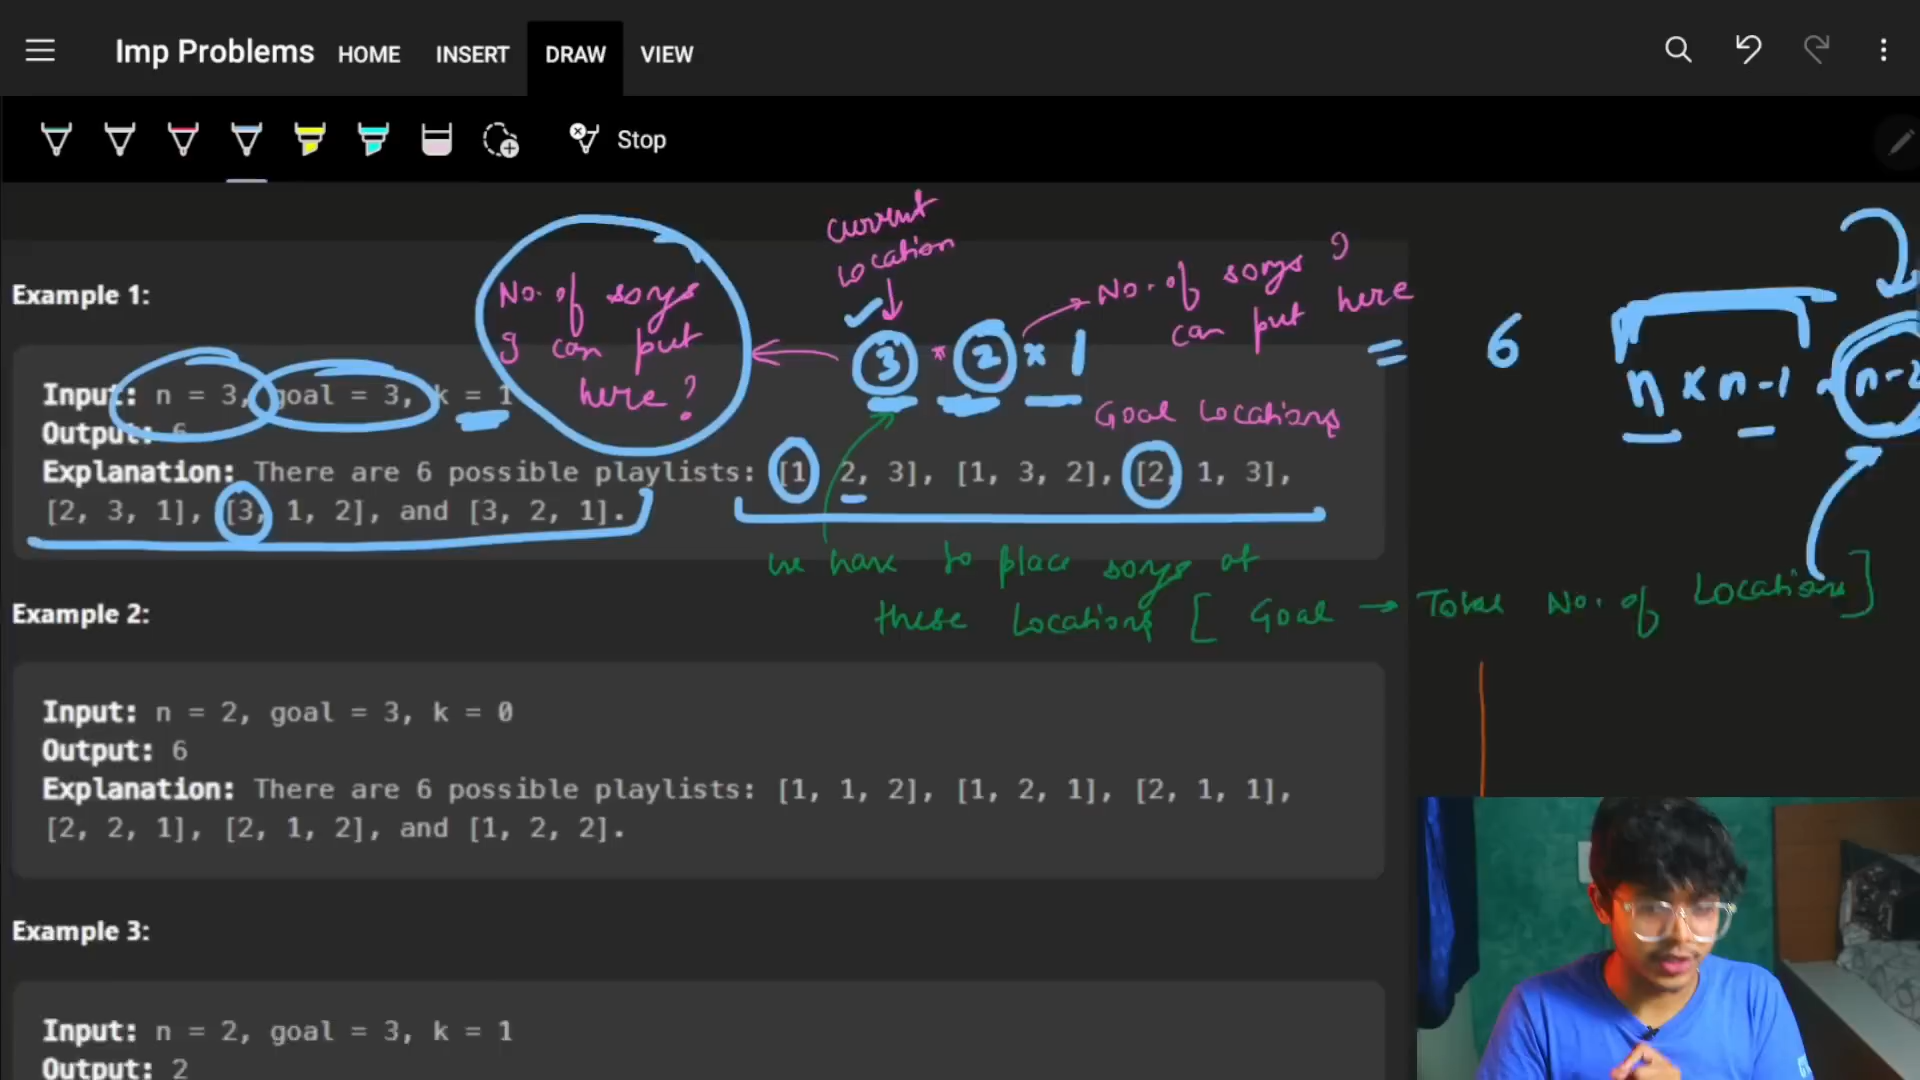 Imp Problems HOME INSERT DRAW VIEW
Stop
current
location
No. of songs
I can put
here?
No. of songs I
can put here
3 * 2 * 1 = 6
n × n-1
n-2
Goal Locations
Example 1:
Input: n = 3, goal = 3, k = 1
Output: 6
Explanation: There are 6 possible playlists: [1, 2, 3], [1, 3, 2], [2, 1, 3],
[2, 3, 1], [3, 1, 2], and [3, 2, 1].
we have to place songs at
these Locations [ Goal → Total No. of Locations]
Example 2:
Input: n = 2, goal = 3, k = 0
Output: 6
Explanation: There are 6 possible playlists: [1, 1, 2], [1, 2, 1], [2, 1, 1],
[2, 2, 1], [2, 1, 2], and [1, 2, 2].
Example 3:
Input: n = 2, goal = 3, k = 1
Output: 2